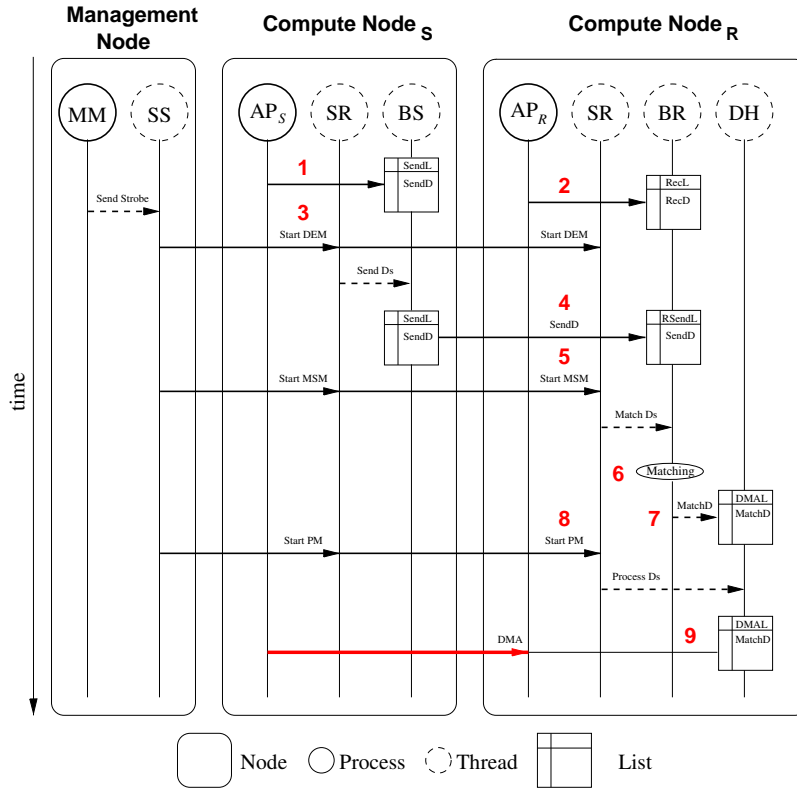 Management Node
Compute Node S
Compute Node R
MM
SS
AP S
SR
BS
AP R
SR
BR
DH
1
SendL
SendD
2
RecL
RecD
Send Strobe
3
Start DEM
Start DEM
Send Ds
SendL
SendD
4
SendD
RSendL
SendD
5
Start MSM
Start MSM
time
Match Ds
6
Matching
7
MatchD
DMAL
MatchD
8
Start PM
Start PM
Process Ds
DMAL
MatchD
9
DMA
Node
Process
Thread
List